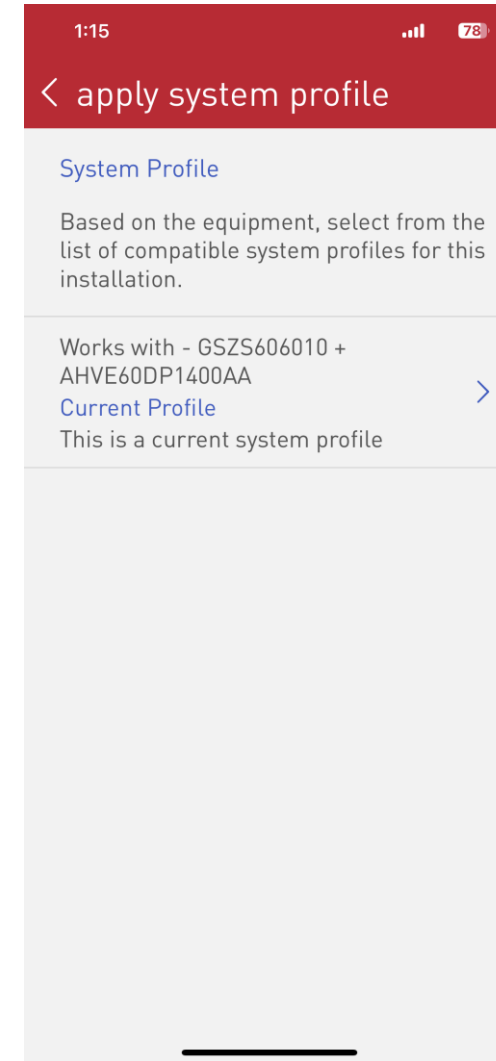 1:15
78
apply system profile
System Profile
Based on the equipment, select from the
list of compatible system profiles for this
installation.
Works with - GSZS606010 +
AHVE60DP1400AA
Current Profile
This is a current system profile